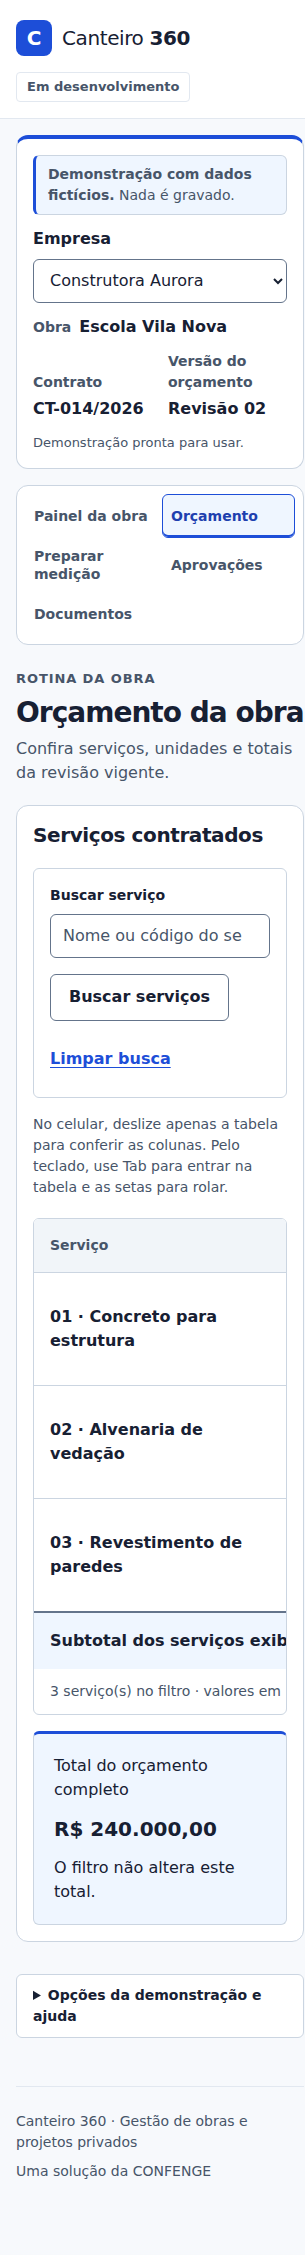 C Canteiro 360
Em desenvolvimento
Demonstração com dados
fictícios. Nada é gravado.
Empresa
Construtora Aurora
Obra Escola Vila Nova
Contrato
CT-014/2026
Versão do
orçamento
Revisão 02
Demonstração pronta para usar.
Painel da obra
Orçamento
Preparar
medição
Aprovações
Documentos
ROTINA DA OBRA
Orçamento da obra
Confira serviços, unidades e totais
da revisão vigente.
Serviços contratados
Buscar serviço
Nome ou código do se
Buscar serviços
Limpar busca
No celular, deslize apenas a tabela
para conferir as colunas. Pelo
teclado, use Tab para entrar na
tabela e as setas para rolar.
Serviço
01 · Concreto para
estrutura
02 · Alvenaria de
vedação
03 · Revestimento de
paredes
Subtotal dos serviços exib
3 serviço(s) no filtro · valores em
Total do orçamento
completo
R$ 240.000,00
O filtro não altera este
total.
Opções da demonstração e
ajuda
Canteiro 360 · Gestão de obras e
projetos privados
Uma solução da CONFENGE